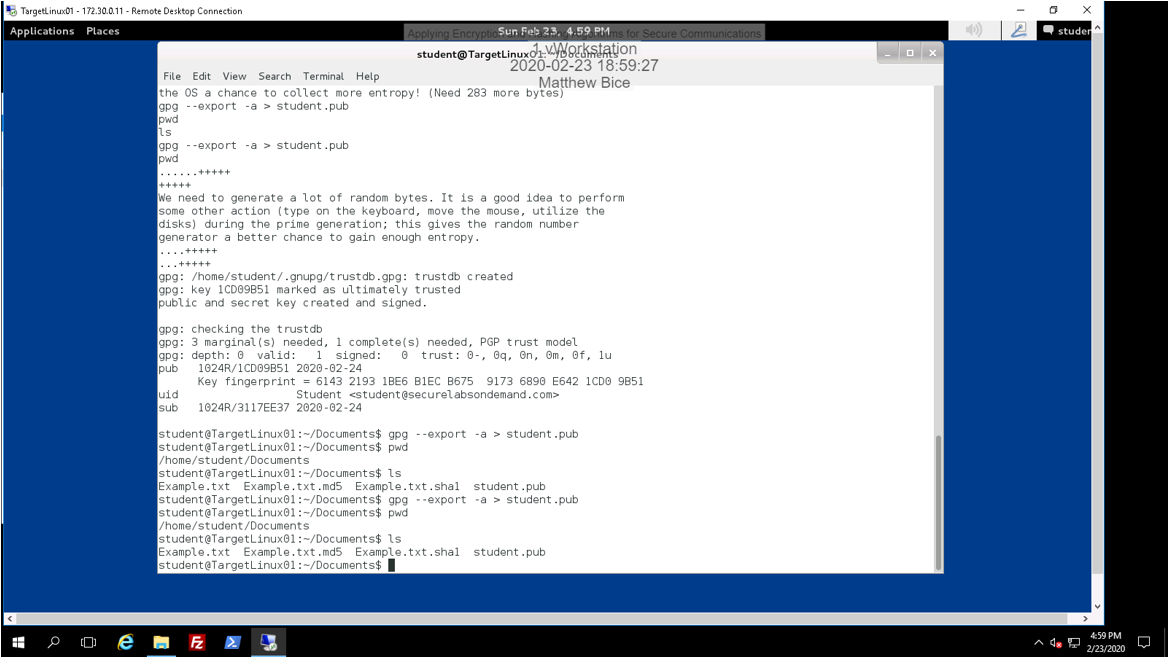 TargetLinux01 - 172.30.0.11 - Remote Desktop Connection
Applications Places Sun Feb 23, 4:59 PM studen
Applying Encryption and Hashing Algorithms for Secure Communications
student@TargetLinux01: ~/Documents
1 vWorkstation
2020-02-23 18:59:27
Matthew Bice
File Edit View Search Terminal Help
the OS a chance to collect more entropy! (Need 283 more bytes)
gpg --export -a > student.pub
pwd
ls
gpg --export -a > student.pub
pwd
......+++++
+++++
We need to generate a lot of random bytes. It is a good idea to perform
some other action (type on the keyboard, move the mouse, utilize the
disks) during the prime generation; this gives the random number
generator a better chance to gain enough entropy.
....+++++
...+++++
gpg: /home/student/.gnupg/trustdb.gpg: trustdb created
gpg: key 1CD09B51 marked as ultimately trusted
public and secret key created and signed.
gpg: checking the trustdb
gpg: 3 marginal(s) needed, 1 complete(s) needed, PGP trust model
gpg: depth: 0  valid:   1  signed:   0  trust: 0-, 0q, 0n, 0m, 0f, 1u
pub   1024R/1CD09B51 2020-02-24
Key fingerprint = 6143 2193 1BE6 B1EC B675  9173 6890 E642 1CD0 9B51
uid                  Student <student@securelabsondemand.com>
sub   1024R/3117EE37 2020-02-24
student@TargetLinux01:~/Documents$ gpg --export -a > student.pub
student@TargetLinux01:~/Documents$ pwd
/home/student/Documents
student@TargetLinux01:~/Documents$ ls
Example.txt  Example.txt.md5  Example.txt.sha1  student.pub
student@TargetLinux01:~/Documents$ gpg --export -a > student.pub
student@TargetLinux01:~/Documents$ pwd
/home/student/Documents
student@TargetLinux01:~/Documents$ ls
Example.txt  Example.txt.md5  Example.txt.sha1  student.pub
student@TargetLinux01:~/Documents$
4:59 PM
2/23/2020